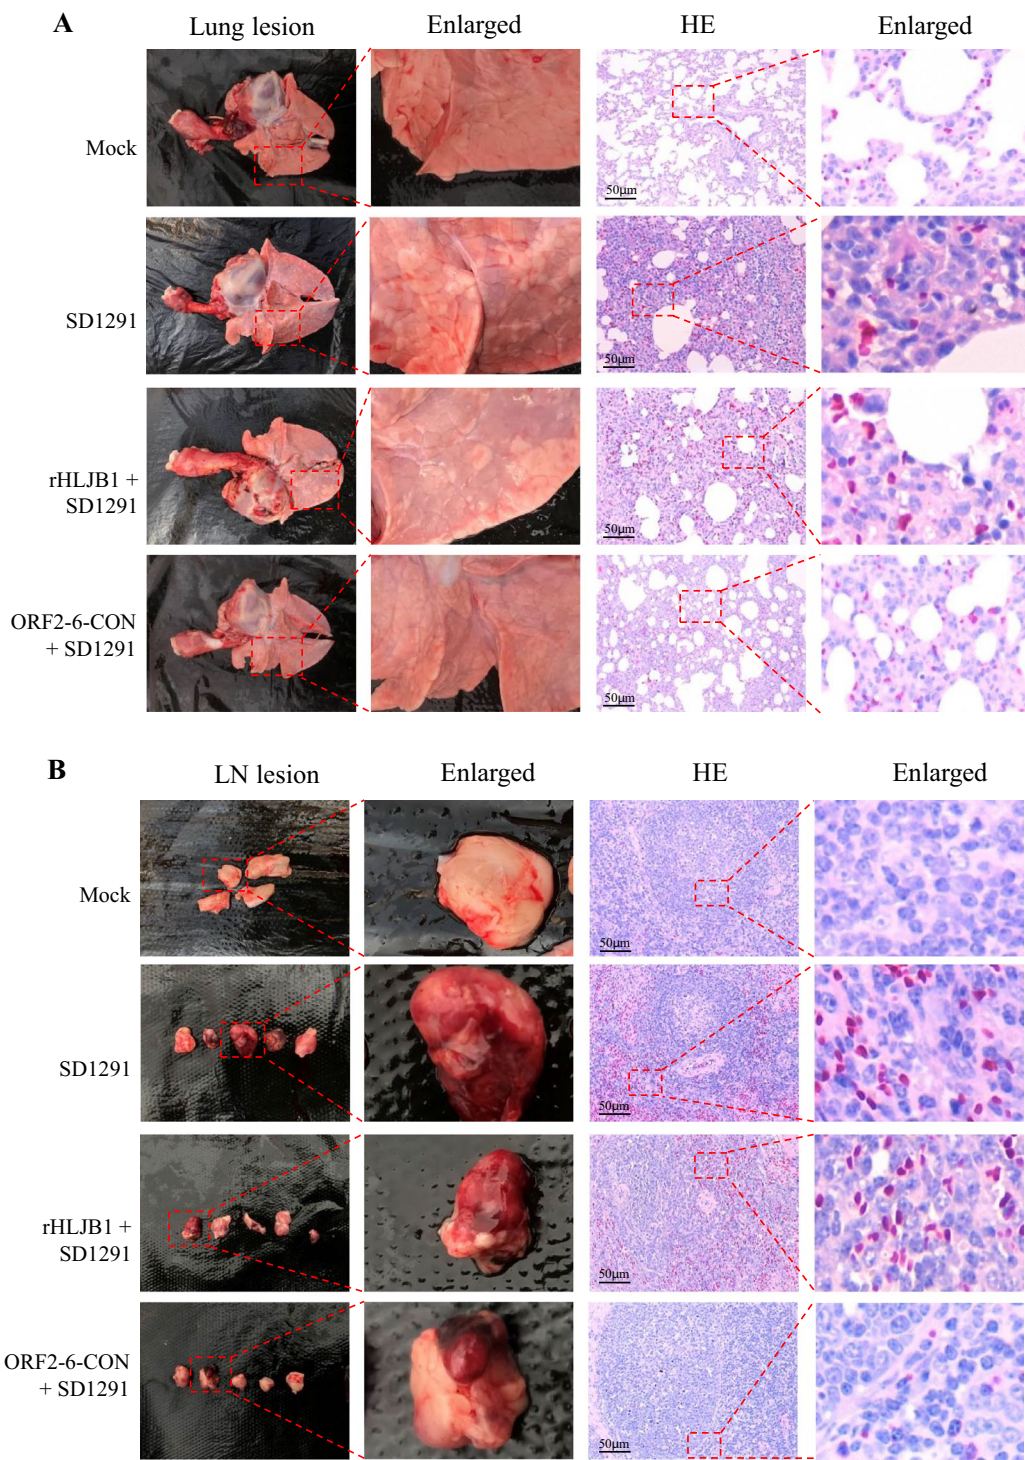 A
Lung lesion Enlarged HE Enlarged
Mock
50μm
SD1291
50μm
rHLJB1 +
SD1291
50μm
ORF2-6-CON
+ SD1291
50μm
B
LN lesion Enlarged HE Enlarged
Mock
50μm
SD1291
50μm
rHLJB1 +
SD1291
50μm
ORF2-6-CON
+ SD1291
50μm